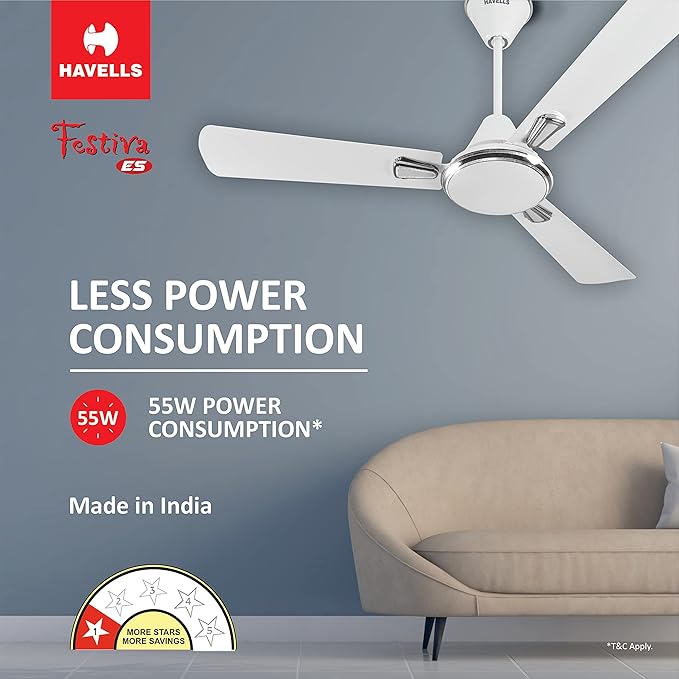 HAVELLS
HAVELLS
Festiva
ES
LESS POWER
CONSUMPTION
55W
55W POWER
CONSUMPTION*
Made in India
1
2
3
4
5
MORE STARS
MORE SAVINGS
*T&C Apply.